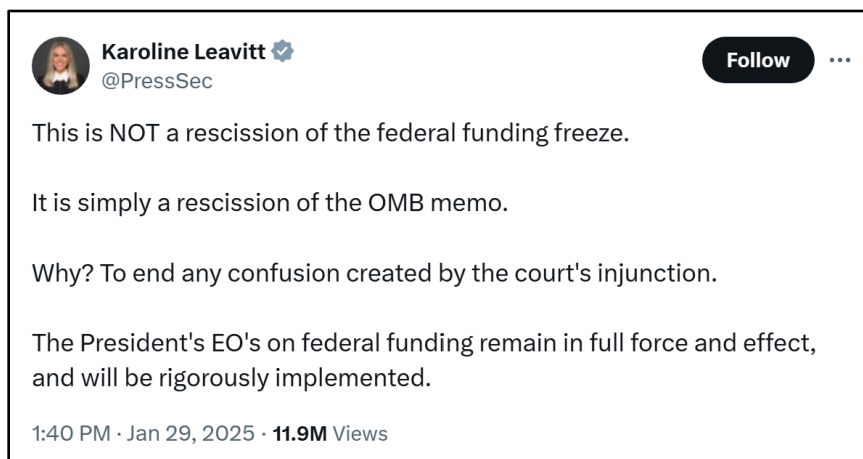 Karoline Leavitt
@PressSec
Follow
This is NOT a rescission of the federal funding freeze.
It is simply a rescission of the OMB memo.
Why? To end any confusion created by the court's injunction.
The President's EO's on federal funding remain in full force and effect,
and will be rigorously implemented.
1:40 PM · Jan 29, 2025 · 11.9M Views